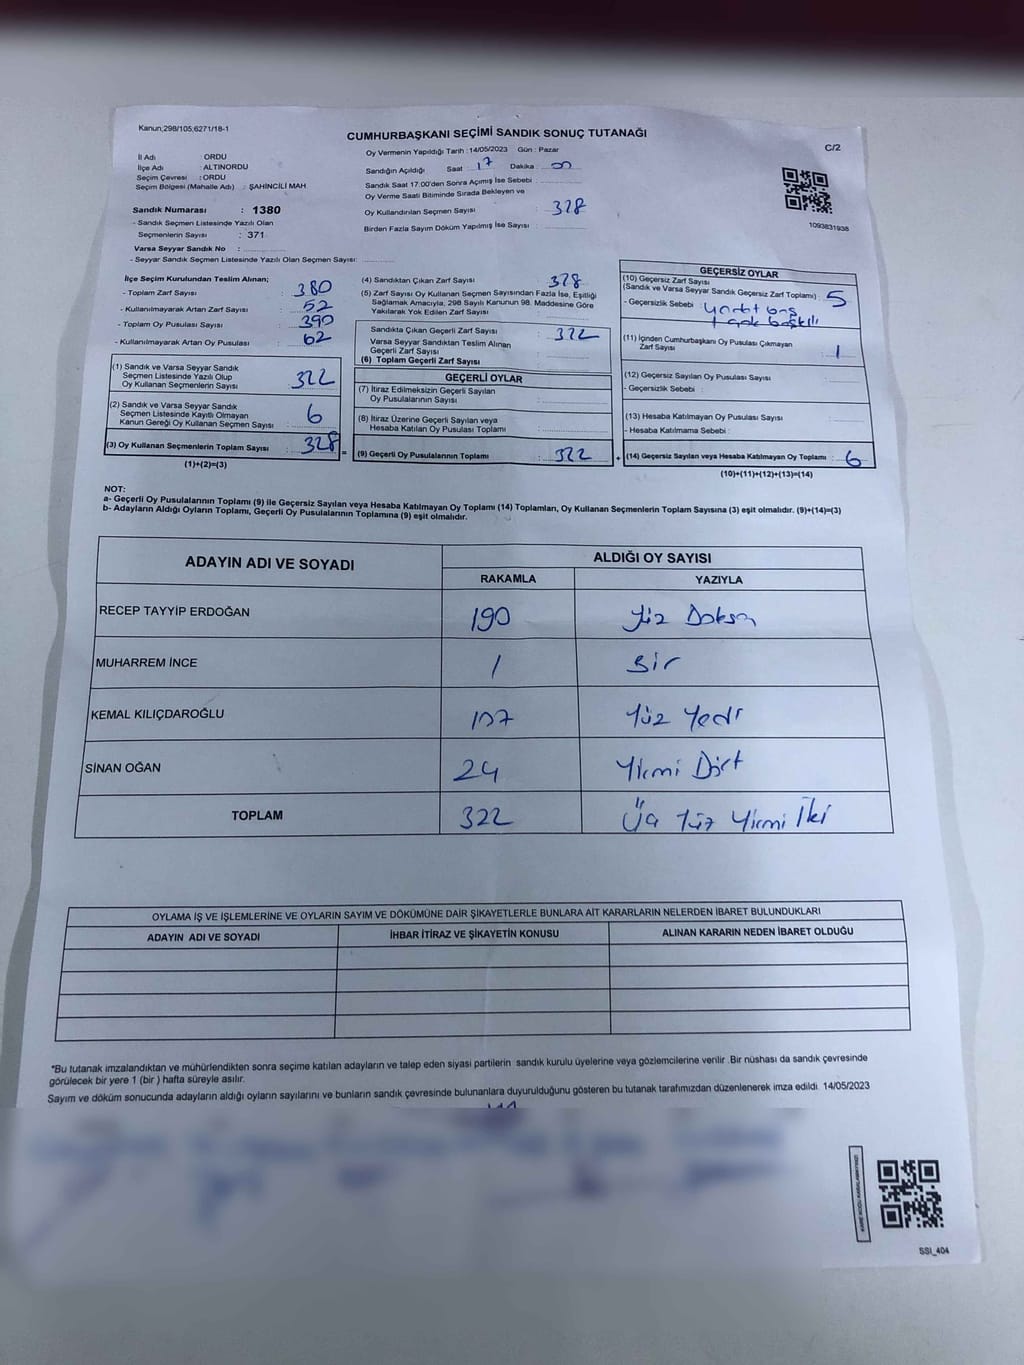 Kanun;298/105;6271/18-1
CUMHURBAŞKANI SEÇİMİ SANDIK SONUÇ TUTANAĞI
C/2
İl Adı : ORDU
İlçe Adı : ALTINORDU
Seçim Çevresi : ORDU
Seçim Bölgesi (Mahalle Adı) : ŞAHİNCİLİ MAH.
Sandık Numarası : 1380
- Sandık Seçmen Listesinde Yazılı Olan
Seçmenlerin Sayısı : 371
Varsa Seyyar Sandık No :
- Seyyar Sandık Seçmen Listesinde Yazılı Olan Seçmen Sayısı:
Oy Vermenin Yapıldığı Tarih : 14/05/2023 Gün : Pazar
Sandığın Açıldığı Saat : 17 Dakika : 00
Sandık Saat 17.00'den Sonra Açımış İse Sebebi :
Oy Verme Saati Bitiminde Sırada Bekleyen ve
Oy Kullandırılan Seçmen Sayısı : 328
Birden Fazla Sayım Döküm Yapılmış İse Sayısı :
1093831938
İlçe Seçim Kurulundan Teslim Alınan;
- Toplam Zarf Sayısı : 380
- Kullanılmayarak Artan Zarf Sayısı : 52
- Toplam Oy Pusulası Sayısı : 390
- Kullanılmayarak Artan Oy Pusulası : 62
(1) Sandık ve Varsa Seyyar Sandık
Seçmen Listesinde Yazılı Olup
Oy Kullanan Seçmenlerin Sayısı : 322
(2) Sandık ve Varsa Seyyar Sandık
Seçmen Listesinde Kayıtlı Olmayan
Kanun Gereği Oy Kullanan Seçmen Sayısı : 6
(3) Oy Kullanan Seçmenlerin Toplam Sayısı : 328
(1)+(2)=(3)
(4) Sandıktan Çıkan Zarf Sayısı : 328
(5) Zarf Sayısı Oy Kullanan Seçmen Sayısından Fazla İse, Eşitliği
Sağlamak Amacıyla, 298 Sayılı Kanunun 98. Maddesine Göre
Yakılarak Yok Edilen Zarf Sayısı :
Sandıkta Çıkan Geçerli Zarf Sayısı : 322
Varsa Seyyar Sandıktan Teslim Alınan
Geçerli Zarf Sayısı :
(6) Toplam Geçerli Zarf Sayısı
GEÇERLİ OYLAR
(7) İtiraz Edilmeksizin Geçerli Sayılan
Oy Pusulalarının Sayısı :
(8) İtiraz Üzerine Geçerli Sayılan veya
Hesaba Katılan Oy Pusulası Toplamı :
= (9) Geçerli Oy Pusulalarının Toplamı : 322
GEÇERSİZ OYLAR
(10) Geçersiz Zarf Sayısı
(Sandık ve Varsa Seyyar Sandık Geçersiz Zarf Toplamı) : 5
- Geçersizlik Sebebi :
(11) İçinden Cumhurbaşkanı Oy Pusulası Çıkmayan
Zarf Sayısı : 1
(12) Geçersiz Sayılan Oy Pusulası Sayısı :
- Geçersizlik Sebebi :
(13) Hesaba Katılmayan Oy Pusulası Sayısı :
- Hesaba Katılmama Sebebi :
+ (14) Geçersiz Sayılan veya Hesaba Katılmayan Oy Toplamı : 6
(10)+(11)+(12)+(13)=(14)
NOT:
a- Geçerli Oy Pusulalarının Toplamı (9) ile Geçersiz Sayılan veya Hesaba Katılmayan Oy Toplamı (14) Toplamları, Oy Kullanan Seçmenlerin Toplam Sayısına (3) eşit olmalıdır. (9)+(14)=(3)
b- Adayların Aldığı Oyların Toplamı, Geçerli Oy Pusulalarının Toplamına (9) eşit olmalıdır.
ADAYIN ADI VE SOYADI
ALDIĞI OY SAYISI
RAKAMLA YAZIYLA
RECEP TAYYİP ERDOĞAN 190 Yüz Doksan
MUHARREM İNCE 1 Bir
KEMAL KILIÇDAROĞLU 107 Yüz Yedi
SİNAN OĞAN 24 Yirmi Dört
TOPLAM 322 Üç Yüz Yirmi İki
OYLAMA İŞ VE İŞLEMLERİNE VE OYLARIN SAYIM VE DÖKÜMÜNE DAİR ŞİKAYETLERLE BUNLARA AİT KARARLARIN NELERDEN İBARET BULUNDUKLARI
ADAYIN ADI VE SOYADI İHBAR İTİRAZ VE ŞİKAYETİN KONUSU ALINAN KARARIN NEDEN İBARET OLDUĞU
*Bu tutanak imzalandıktan ve mühürlendikten sonra seçime katılan adayların ve talep eden siyasi partilerin sandık kurulu üyelerine veya gözlemcilerine verilir .Bir nüshası da sandık çevresinde
görülecek bir yere 1 (bir ) hafta süreyle asılır.
Sayım ve döküm sonucunda adayların aldığı oyların sayılarını ve bunların sandık çevresinde bulunanlara duyurulduğunu gösteren bu tutanak tarafımızdan düzenlenerek imza edildi. 14/05/2023
SSI_404